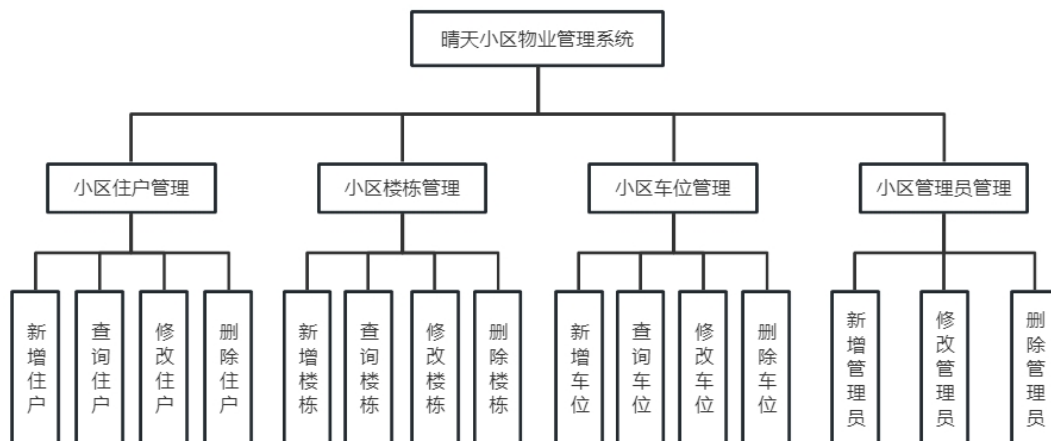 晴天小区物业管理系统
小区住户管理
小区楼栋管理
小区车位管理
小区管理员管理
新增住户
查询住户
修改住户
删除住户
新增楼栋
查询楼栋
修改楼栋
删除楼栋
新增车位
查询车位
修改车位
删除车位
新增管理员
修改管理员
删除管理员